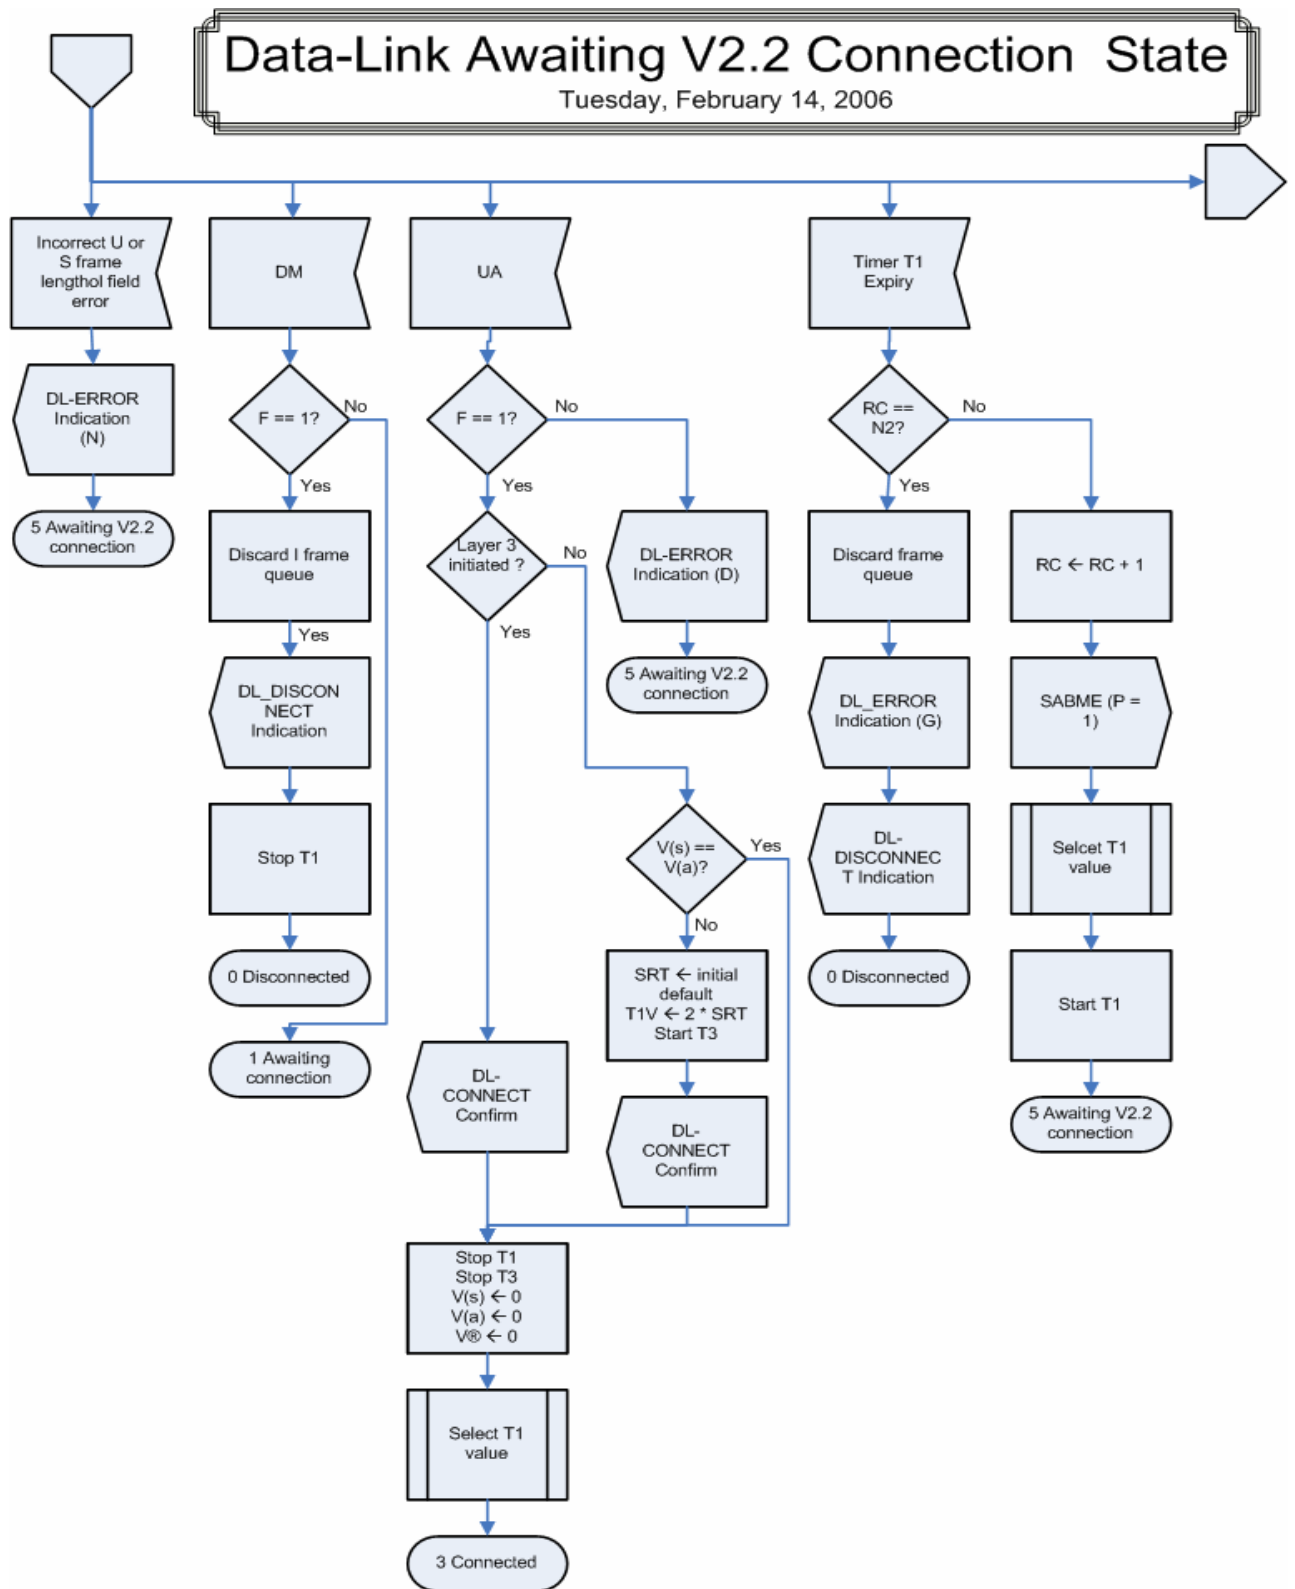 Data-Link Awaiting V2.2 Connection State
Tuesday, February 14, 2006
Incorrect U or
S frame
lengthol field
error
DL-ERROR
Indication
(N)
5 Awaiting V2.2
connection
DM
F == 1?
No
Yes
Discard I frame
queue
Yes
DL_DISCON
NECT
Indication
Stop T1
0 Disconnected
1 Awaiting
connection
UA
F == 1?
No
Yes
Layer 3
initiated ?
No
Yes
DL-ERROR
Indication (D)
5 Awaiting V2.2
connection
V(s) ==
V(a)?
Yes
No
SRT ← initial
default
T1V ← 2 * SRT
Start T3
DL-
CONNECT
Confirm
DL-
CONNECT
Confirm
Stop T1
Stop T3
V(s) ← 0
V(a) ← 0
V® ← 0
Select T1
value
3 Connected
Timer T1
Expiry
RC ==
N2?
No
Yes
Discard frame
queue
DL_ERROR
Indication (G)
DL-
DISCONNEC
T Indication
0 Disconnected
RC ← RC + 1
SABME (P =
1)
Selcet T1
value
Start T1
5 Awaiting V2.2
connection